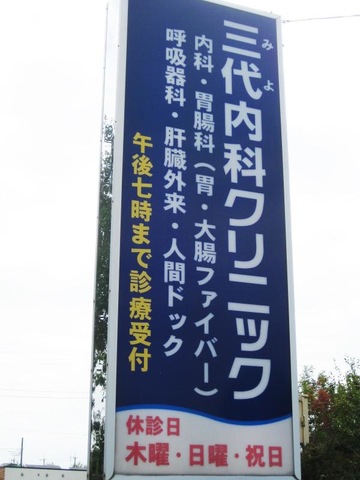 みよ
三代内科クリニック
内科・胃腸科(胃・大腸ファイバー)
呼吸器科・肝臓外来・人間ドック
午後七時まで診療受付
休診日
木曜・日曜・祝日